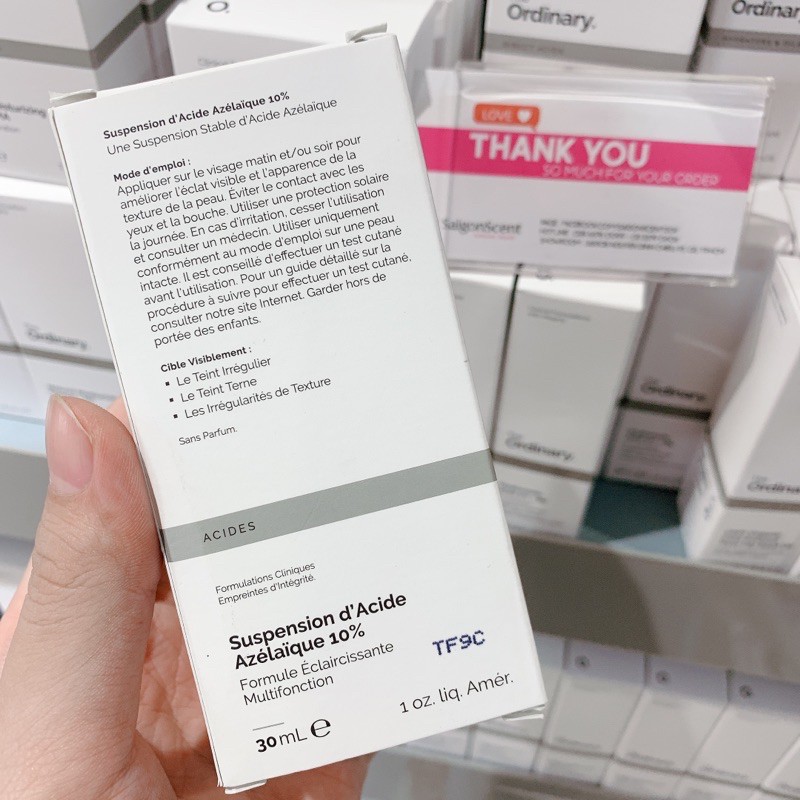 Suspension d'Acide Azélaïque 10%
Une Suspension Stable d'Acide Azélaïque
Mode d'emploi :
Appliquer sur le visage matin et/ou soir pour
améliorer l'éclat visible et l'apparence de la
texture de la peau. Éviter le contact avec les
yeux et la bouche. Utiliser une protection solaire
la journée. En cas d'irritation, cesser l'utilisation
et consulter un médecin. Utiliser uniquement
conformément au mode d'emploi sur une peau
intacte. Il est conseillé d'effectuer un test cutané
avant l'utilisation. Pour un guide détaillé sur la
procédure à suivre pour effectuer un test cutané,
consulter notre site Internet. Garder hors de
portée des enfants.
Cible Visiblement :
▪ Le Teint Irrégulier
▪ Le Teint Terne
▪ Les Irrégularités de Texture
Sans Parfum.
ACIDES
Formulations Cliniques
Empreintes d'Intégrité.
Suspension d'Acide
Azélaïque 10%
Formule Éclaircissante
Multifonction
TF9C
30 mL e
1 oz. liq. Amér.
Ordinary.
Ordinary.
LOVE
THANK YOU
SO MUCH FOR YOUR ORDER
SaigonScent
Ordinary.
Ordinary.
Ordinary.